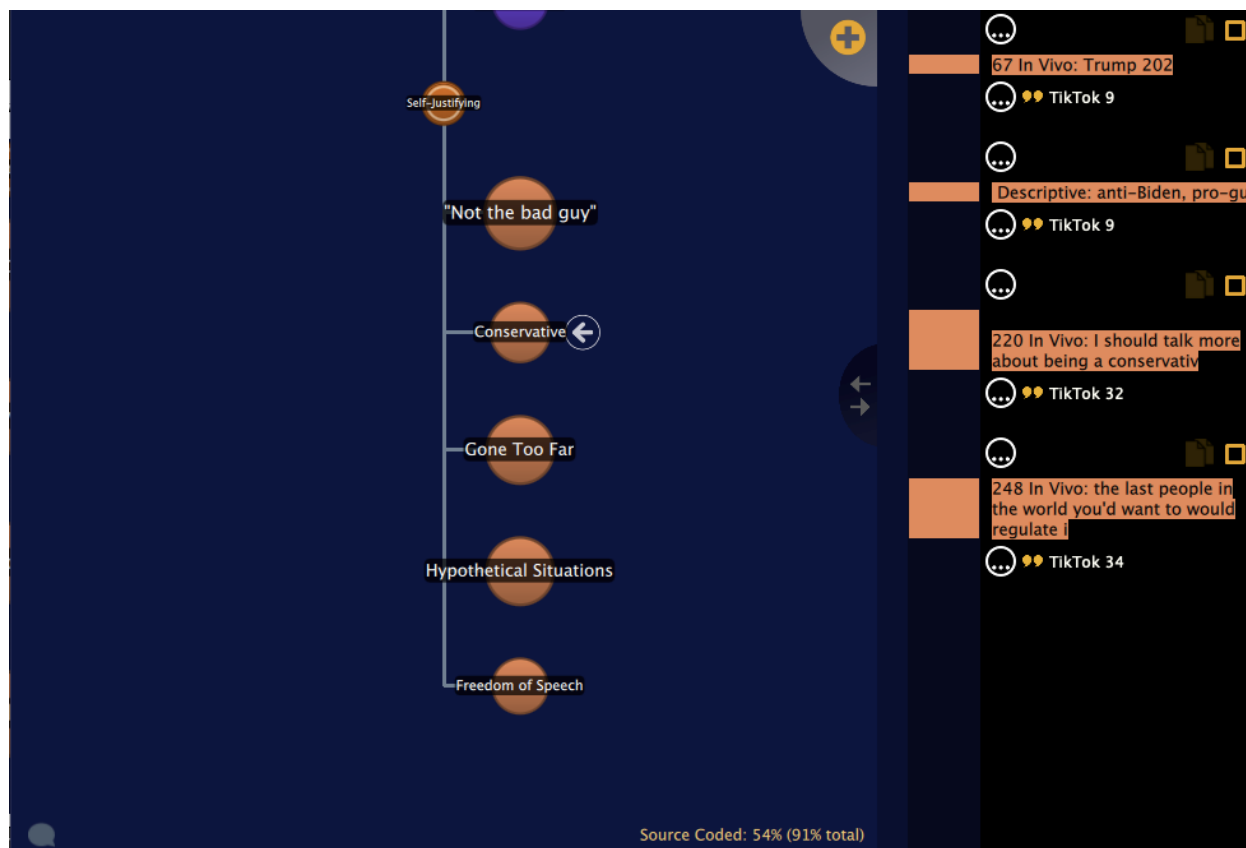 Self-Justifying
"Not the bad guy"
Conservative
Gone Too Far
Hypothetical Situations
Freedom of Speech
Source Coded: 54% (91% total)
67 In Vivo: Trump 202
TikTok 9
Descriptive: anti-Biden, pro-gu
TikTok 9
220 In Vivo: I should talk more
about being a conservativ
TikTok 32
248 In Vivo: the last people in
the world you'd want to would
regulate i
TikTok 34